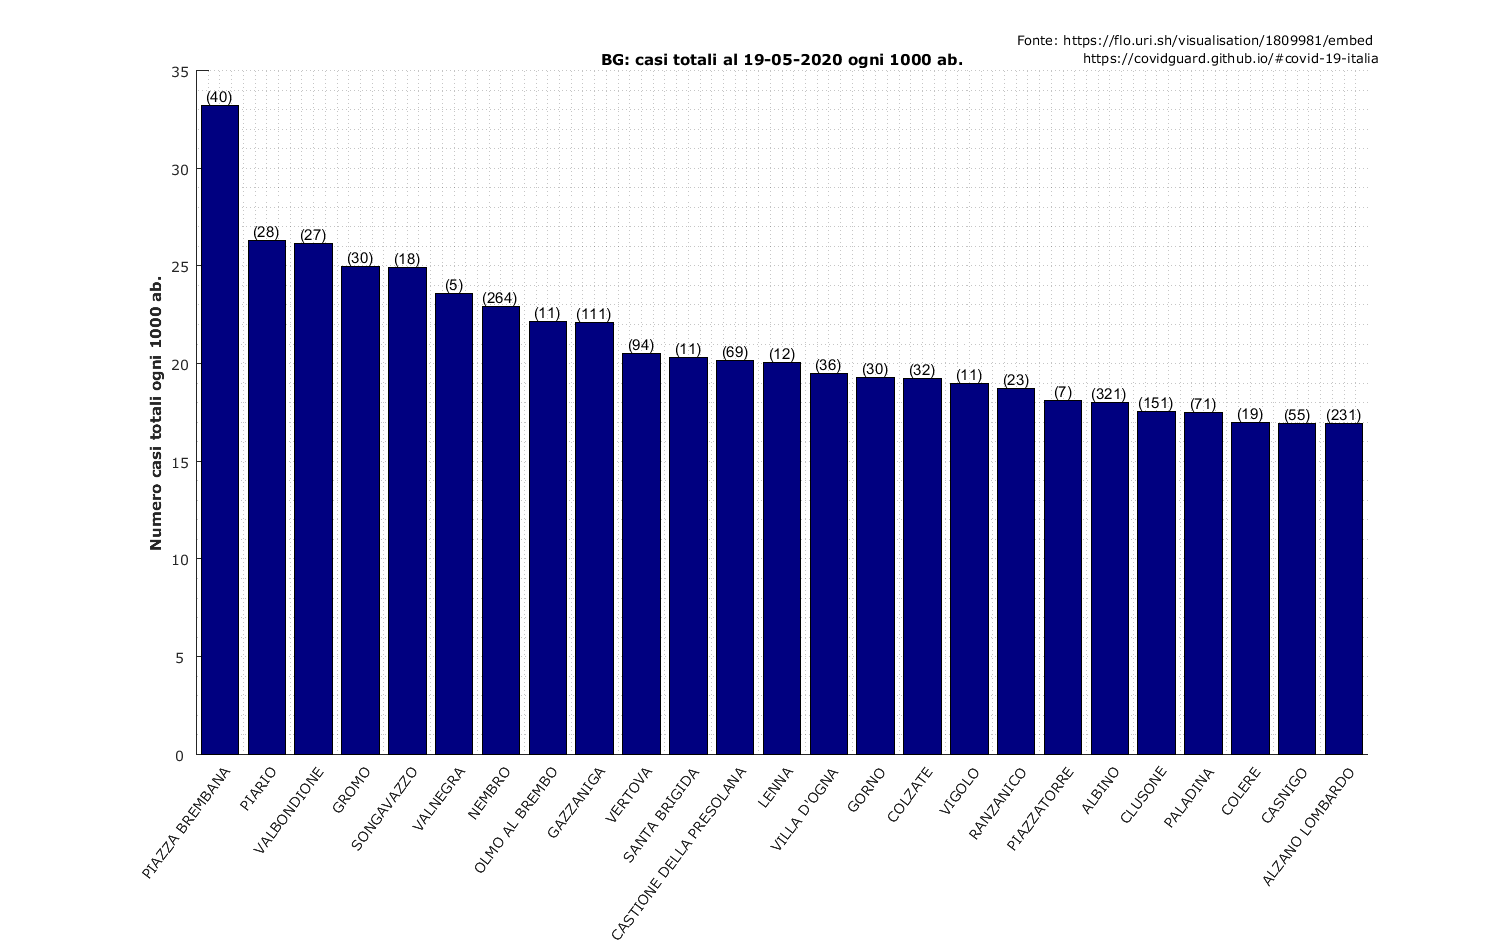 Fonte: https://flo.uri.sh/visualisation/1809981/embed
https://covidguard.github.io/#covid-19-italia
BG: casi totali al 19-05-2020 ogni 1000 ab.
Numero casi totali ogni 1000 ab.
35
30
25
20
15
10
5
0
(40)
(28)
(27)
(30)
(18)
(5)
(264)
(11)
(111)
(94)
(11)
(69)
(12)
(36)
(30)
(32)
(11)
(23)
(7)
(321)
(151)
(71)
(19)
(55)
(231)
PIAZZA BREMBANA
PIARIO
VALBONDIONE
GROMO
SONGAVAZZO
VALNEGRA
NEMBRO
OLMO AL BREMBO
GAZZANIGA
VERTOVA
SANTA BRIGIDA
CASTIONE DELLA PRESOLANA
LENNA
VILLA D'OGNA
GORNO
COLZATE
VIGOLO
RANZANICO
PIAZZATORRE
ALBINO
CLUSONE
PALADINA
COLERE
CASNIGO
ALZANO LOMBARDO